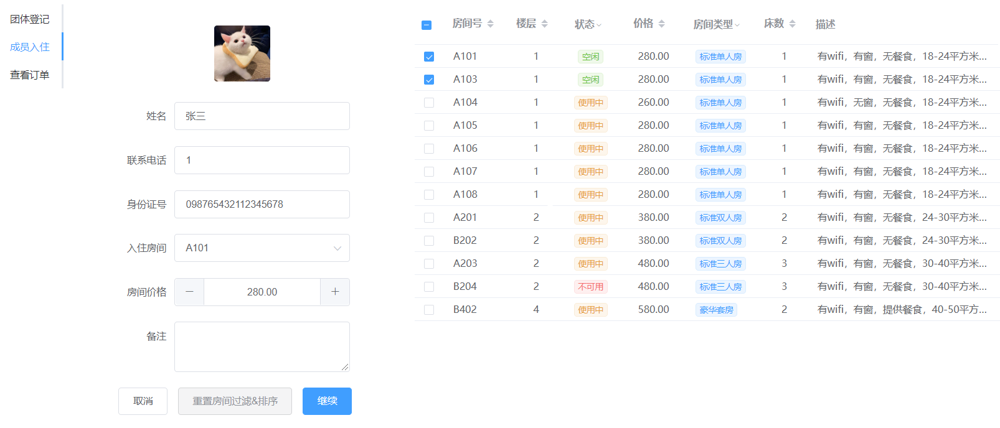 团体登记
成员入住
查看订单
姓名 张三
联系电话 1
身份证号 098765432112345678
入住房间 A101
房间价格 280.00
备注
取消 重置房间过滤&排序 继续
房间号 楼层 状态 价格 房间类型 床数 描述
A101 1 空闲 280.00 标准单人房 1 有wifi，有窗，无餐食，18-24平方米...
A103 1 空闲 280.00 标准单人房 1 有wifi，有窗，无餐食，18-24平方米...
A104 1 使用中 260.00 标准单人房 1 有wifi，无窗，无餐食，18-24平方米...
A105 1 使用中 280.00 标准单人房 1 有wifi，有窗，无餐食，18-24平方米...
A106 1 使用中 280.00 标准单人房 1 有wifi，有窗，无餐食，18-24平方米...
A107 1 使用中 280.00 标准单人房 1 有wifi，有窗，无餐食，18-24平方米...
A108 1 使用中 280.00 标准单人房 1 有wifi，有窗，无餐食，18-24平方米...
A201 2 使用中 380.00 标准双人房 2 有wifi，有窗，无餐食，24-30平方米...
B202 2 使用中 380.00 标准双人房 2 有wifi，有窗，无餐食，24-30平方米...
A203 2 使用中 480.00 标准三人房 3 有wifi，有窗，无餐食，30-40平方米...
B204 2 不可用 480.00 标准三人房 3 有wifi，有窗，无餐食，30-40平方米...
B402 4 使用中 580.00 豪华套房 2 有wifi，有窗，提供餐食，40-50平方...